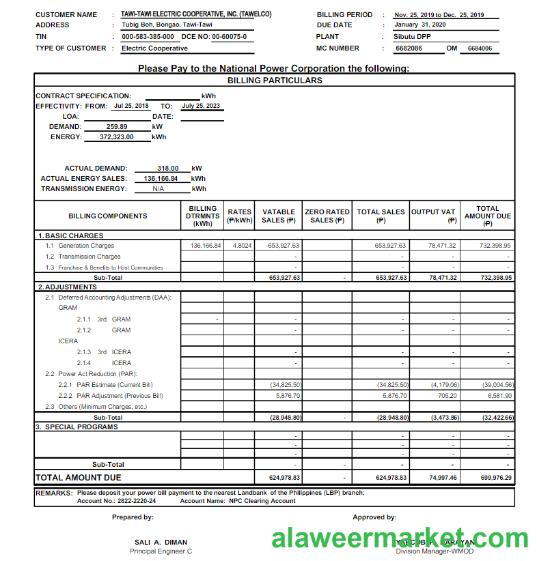 CUSTOMER NAME : TAWI-TAWI ELECTRIC COOPERATIVE, INC. (TAWELCO) BILLING PERIOD : Nov. 25, 2019 to Dec. 25, 2019
ADDRESS : Tubig Boh, Bongao, Tawi-Tawi DUE DATE : January 31, 2020
TIN : 000-583-385-000 DCE NO: 00-60075-0 PLANT : Sibutu DPP
TYPE OF CUSTOMER : Electric Cooperative MC NUMBER : 6682086 OM 6684006
Please Pay to the National Power Corporation the following:
BILLING PARTICULARS
CONTRACT SPECIFICATION: kWh
EFFECTIVITY: FROM: Jul 25, 2018 TO: July 25, 2023
LOA: DATE:
DEMAND: 259.89 kW
ENERGY: 372,323.00 kWh
ACTUAL DEMAND: 318.00 kW
ACTUAL ENERGY SALES: 136,166.84 kWh
TRANSMISSION ENERGY: N/A kWh
BILLING COMPONENTS BILLING DTRMNTS (kWh) RATES (₱/kWh) VATABLE SALES (₱) ZERO RATED SALES (₱) TOTAL SALES (₱) OUTPUT VAT (₱) TOTAL AMOUNT DUE (₱)
1. BASIC CHARGES
1.1 Generation Charges 136,166.84 4.8024 653,927.63 653,927.63 78,471.32 732,398.95
1.2 Transmission Charges - - -
1.3 Franchise & Benefits to Host Communities - - -
Sub-Total 653,927.63 - 653,927.63 78,471.32 732,398.95
2. ADJUSTMENTS
2.1 Deferred Accounting Adjustments (DAA):
GRAM
2.1.1 3rd GRAM - - - -
2.1.2 GRAM - - -
ICERA
2.1.3 3rd ICERA - - -
2.1.4 ICERA - - -
2.2 Power Act Reduction (PAR):
2.2.1 PAR Estimate (Current Bill) (34,825.50) (34,825.50) (4,179.06) (39,004.56)
2.2.2 PAR Adjustment (Previous Bill) 5,876.70 5,876.70 705.20 6,581.90
2.3 Others (Minimum Charges, etc.) - - -
Sub-Total (28,948.80) - (28,948.80) (3,473.86) (32,422.66)
3. SPECIAL PROGRAMS
- - -
- - -
- - -
Sub-Total - - - -
TOTAL AMOUNT DUE 624,978.83 - 624,978.83 74,997.46 699,976.29
REMARKS: Please deposit your power bill payment to the nearest Landbank of the Philippines (LBP) branch:
Account No.: 2822-2220-24 Account Name: NPC Clearing Account
Prepared by: Approved by:
alaweermarket.com
SALI A. DIMAN
Principal Engineer C Division Manager-WMOD